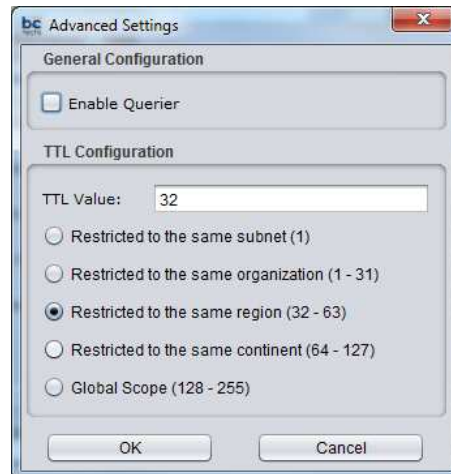 bc Advanced Settings
General Configuration
Enable Querier
TTL Configuration
TTL Value: 32
Restricted to the same subnet (1)
Restricted to the same organization (1 - 31)
Restricted to the same region (32 - 63)
Restricted to the same continent (64 - 127)
Global Scope (128 - 255)
OK Cancel